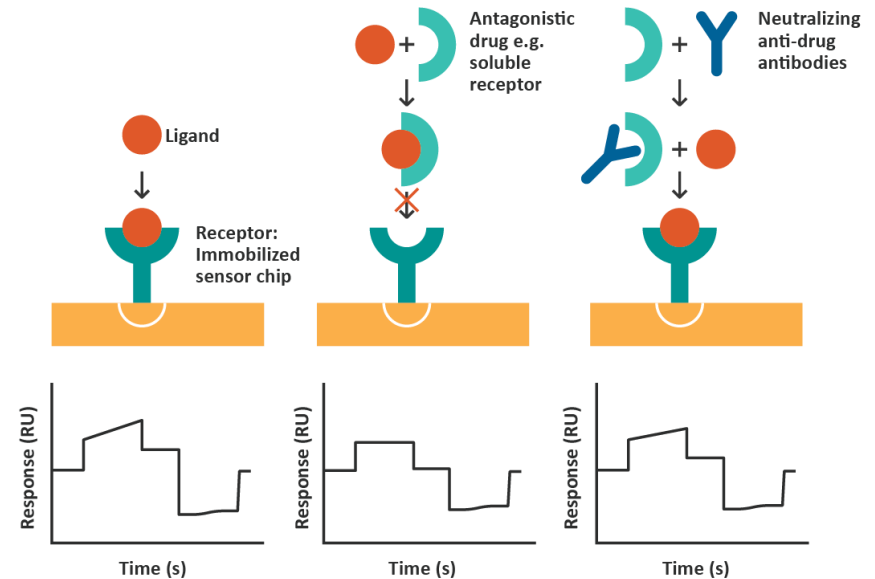 Antagonistic
drug e.g.
soluble
receptor
Neutralizing
anti-drug
antibodies
Ligand
Receptor:
Immobilized
sensor chip
Response (RU)
Time (s)
Response (RU)
Time (s)
Response (RU)
Time (s)